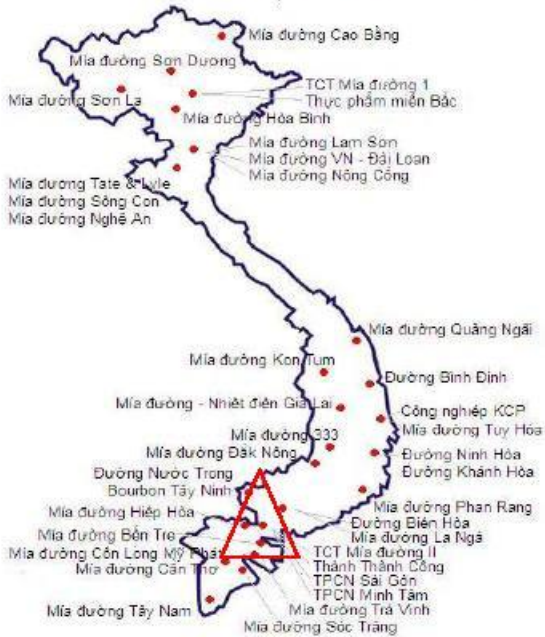 Mía đường Cao Bằng
Mía đường Sơn Dương
TCT Mía đường 1
Mía đường Sơn La
Thực phẩm miền Bắc
Mía đường Hòa Bình
Mía đường Lam Sơn
Mía đường VN - Đài Loan
Mía đường Nông Cống
Mía đương Tate & Lyle
Mía đường Sông Con
Mía đường Nghệ An
Mía đường Quảng Ngãi
Mía đường Kon Tum
Đường Bình Định
Mía đường - Nhiệt điện Gia Lai
Công nghiệp KCP
Mía đường Tuy Hòa
Mía đường 333
Mía đường Đăk Nông
Đường Ninh Hòa
Đường Khánh Hòa
Đường Nước Trong
Bourbon Tây Ninh
Mía đường Hiệp Hòa
Mía đường Phan Rang
Đường Biên Hòa
Mía đường Bến Tre
Mía đường La Ngà
Mía đường Cồn Long Mỹ Phát
TCT Mía đường II
Mía đường Cần Thơ
Thành Thành Công
TPCN Sài Gòn
TPCN Minh Tâm
Mía đường Tây Nam
Mía đường Trà Vinh
Mía đường Sóc Trăng